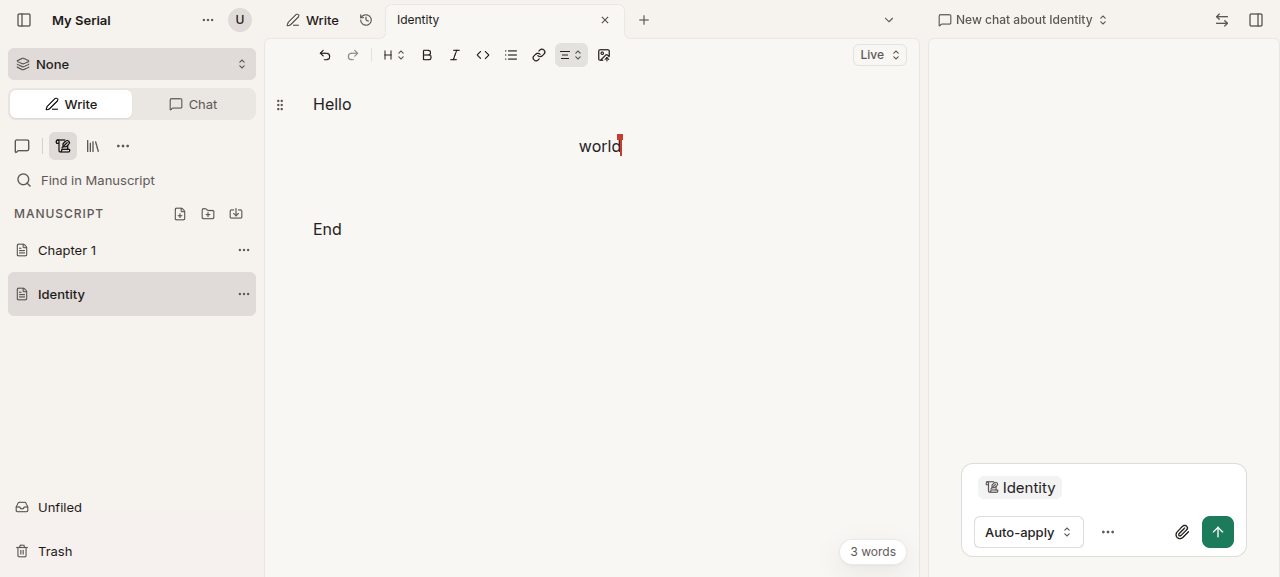 My Serial
U
None
Write
Chat
Find in Manuscript
MANUSCRIPT
Chapter 1
Identity
Unfiled
Trash
Write
Identity
H
B
I
Live
Hello
world
End
3 words
New chat about Identity
Identity
Auto-apply